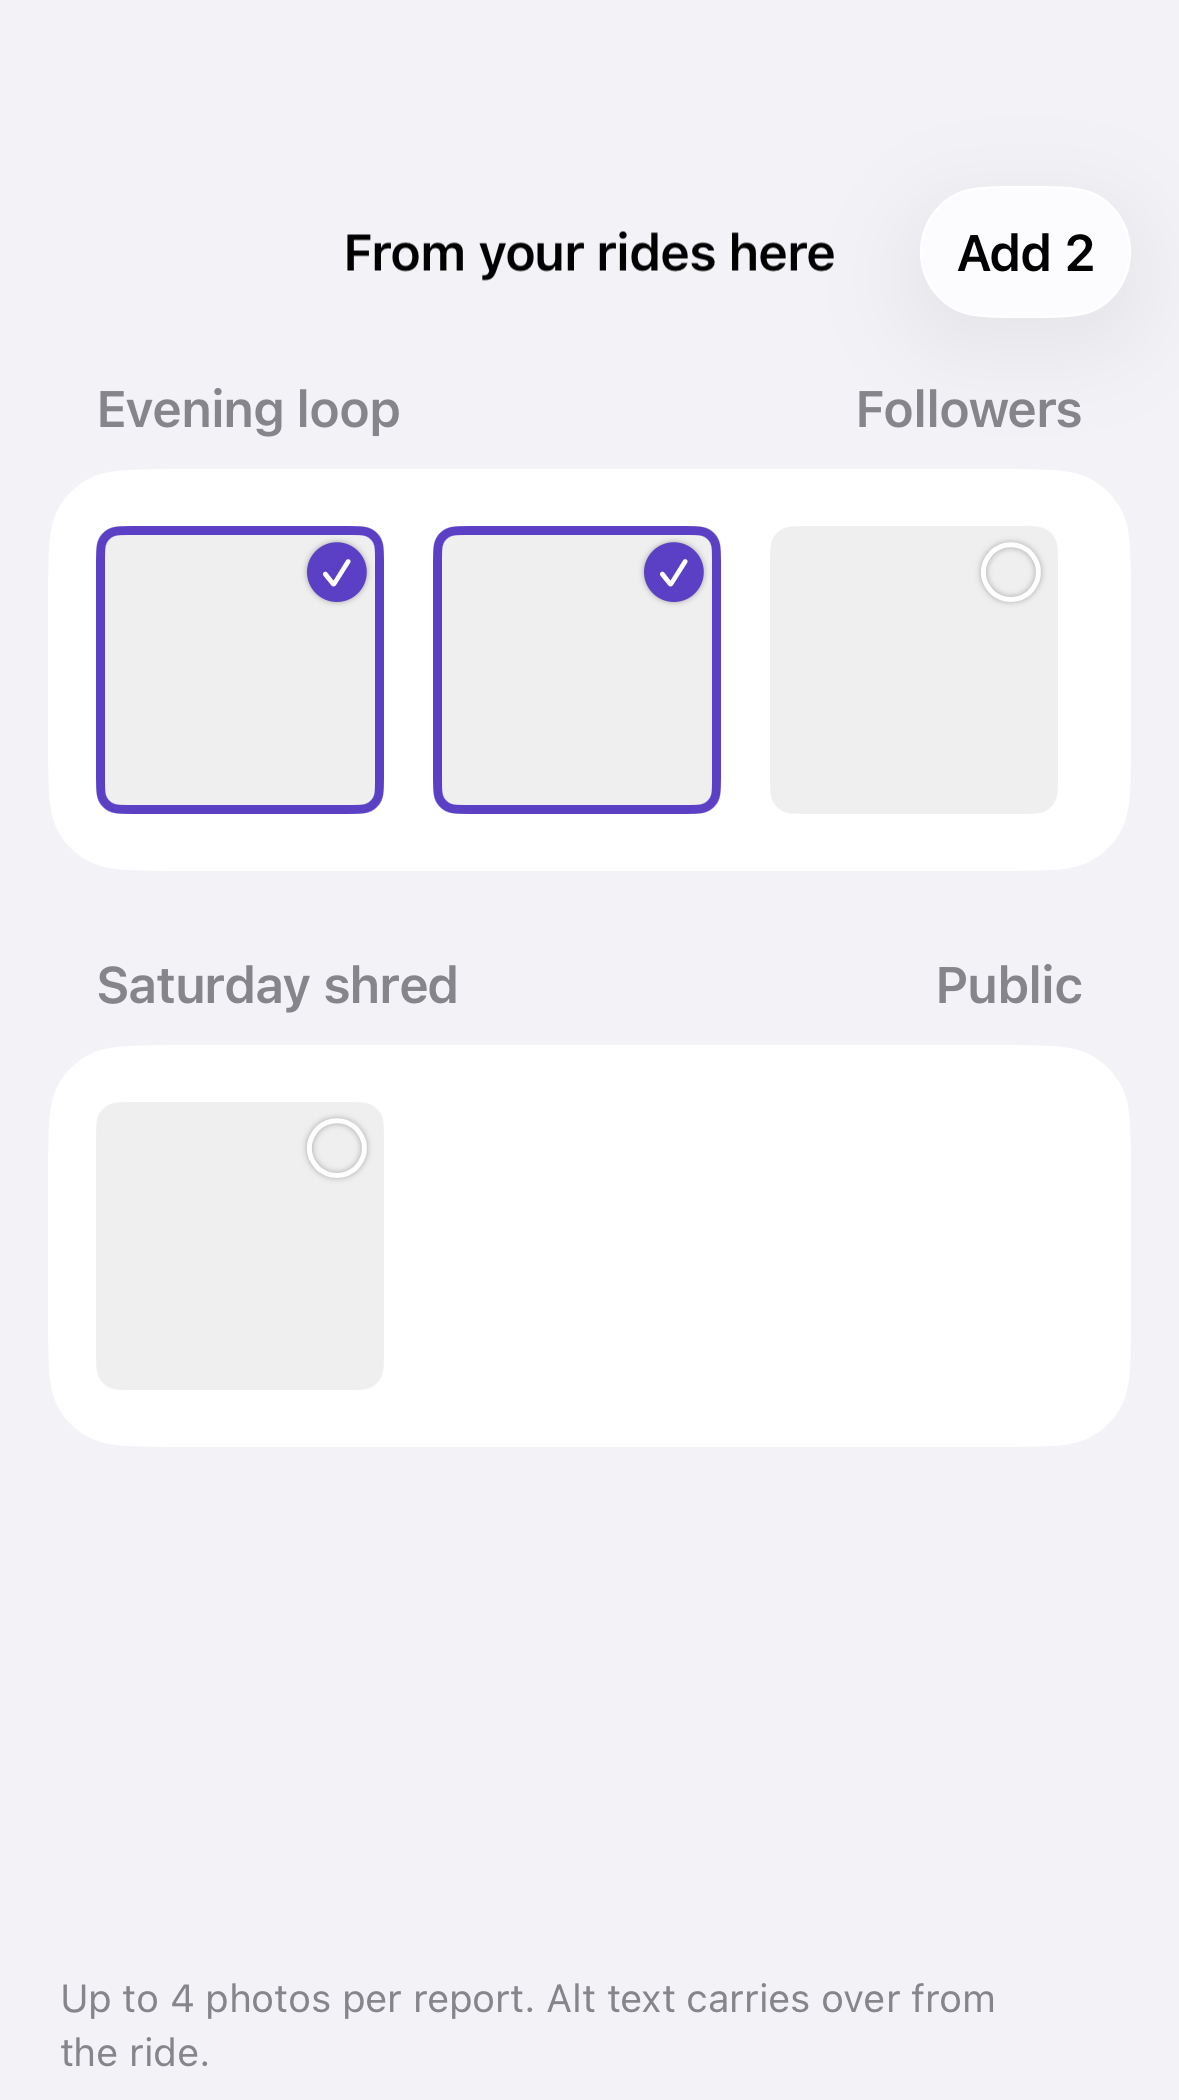 From your rides here
Add 2
Evening loop
Followers
Saturday shred
Public
Up to 4 photos per report. Alt text carries over from
the ride.